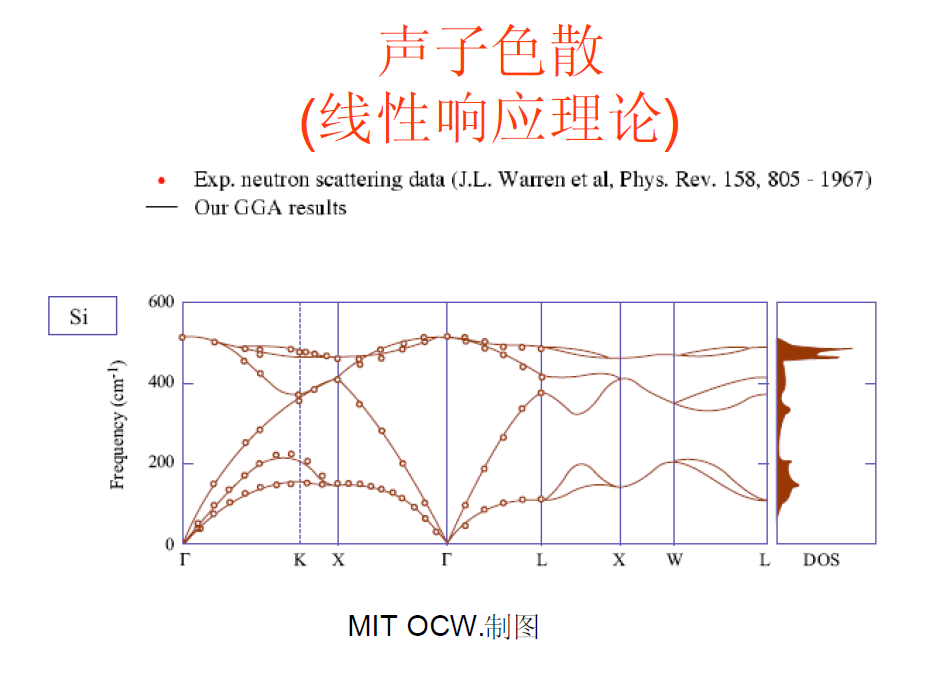 声子色散
(线性响应理论)
Exp. neutron scattering data (J.L. Warren et al, Phys. Rev. 158, 805 - 1967)
Our GGA results
Si
Frequency (cm-1)
600
400
200
0
Γ K X Γ L X W L DOS
MIT OCW.制图